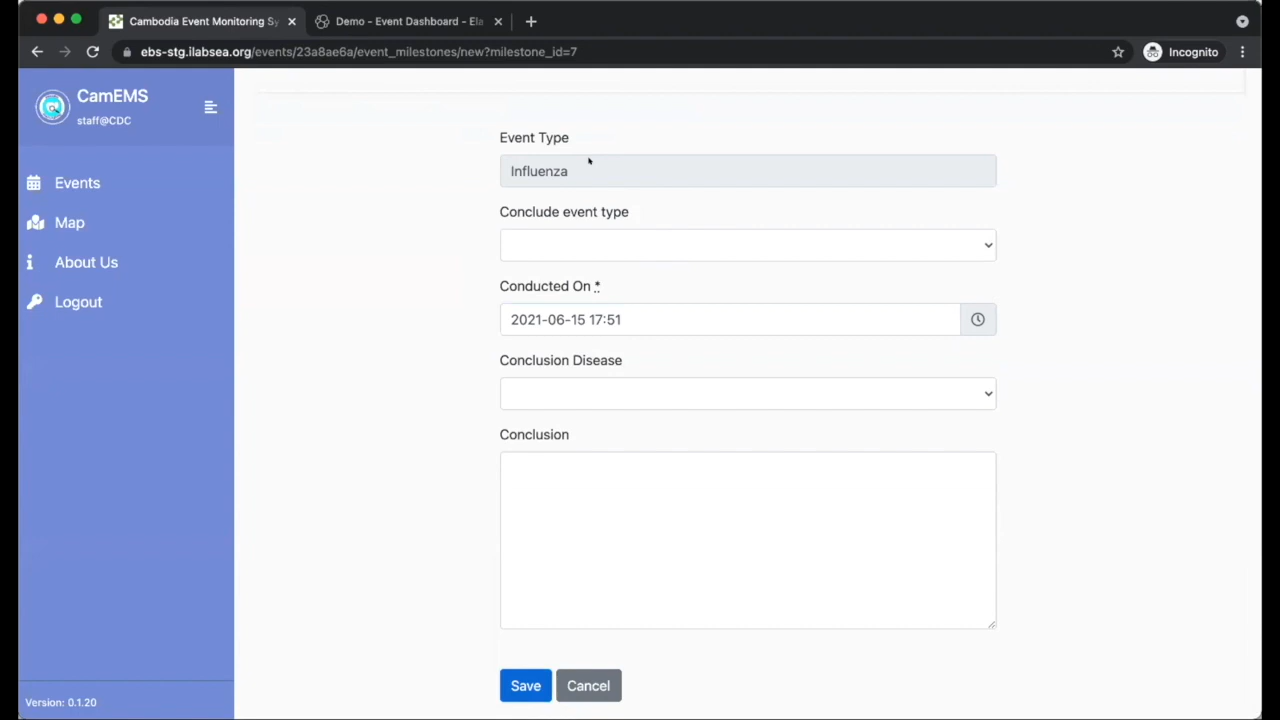 Cambodia Event Monitoring Sy
Demo - Event Dashboard - Ela
ebs-stg.ilabsea.org/events/23a8ae6a/event_milestones/new?milestone_id=7
Incognito
CamEMS
staff@CDC
Events
Map
About Us
Logout
Version: 0.1.20
Event Type
Influenza
Conclude event type
Conducted On *
2021-06-15 17:51
Conclusion Disease
Conclusion
Save
Cancel